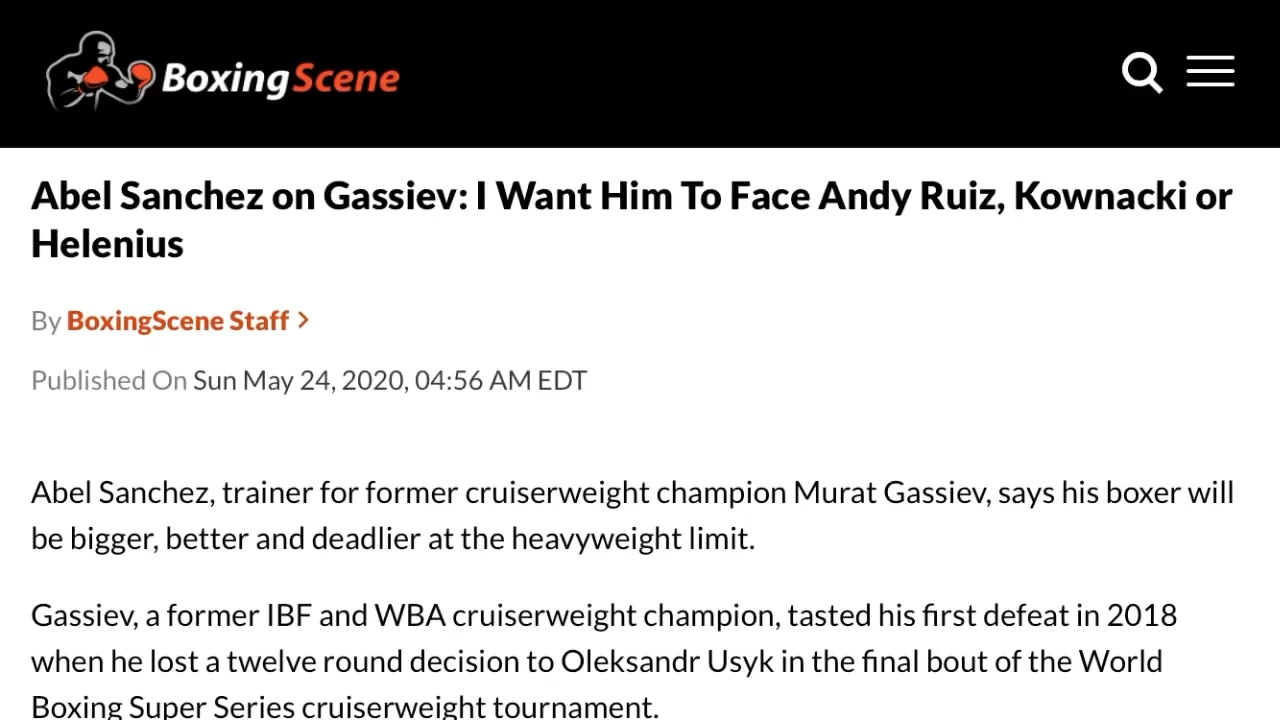 BoxingScene
Abel Sanchez on Gassiev: I Want Him To Face Andy Ruiz, Kownacki or
Helenius
By BoxingScene Staff >
Published On Sun May 24, 2020, 04:56 AM EDT
Abel Sanchez, trainer for former cruiserweight champion Murat Gassiev, says his boxer will
be bigger, better and deadlier at the heavyweight limit.
Gassiev, a former IBF and WBA cruiserweight champion, tasted his first defeat in 2018
when he lost a twelve round decision to Oleksandr Usyk in the final bout of the World
Boxing Super Series cruiserweight tournament.